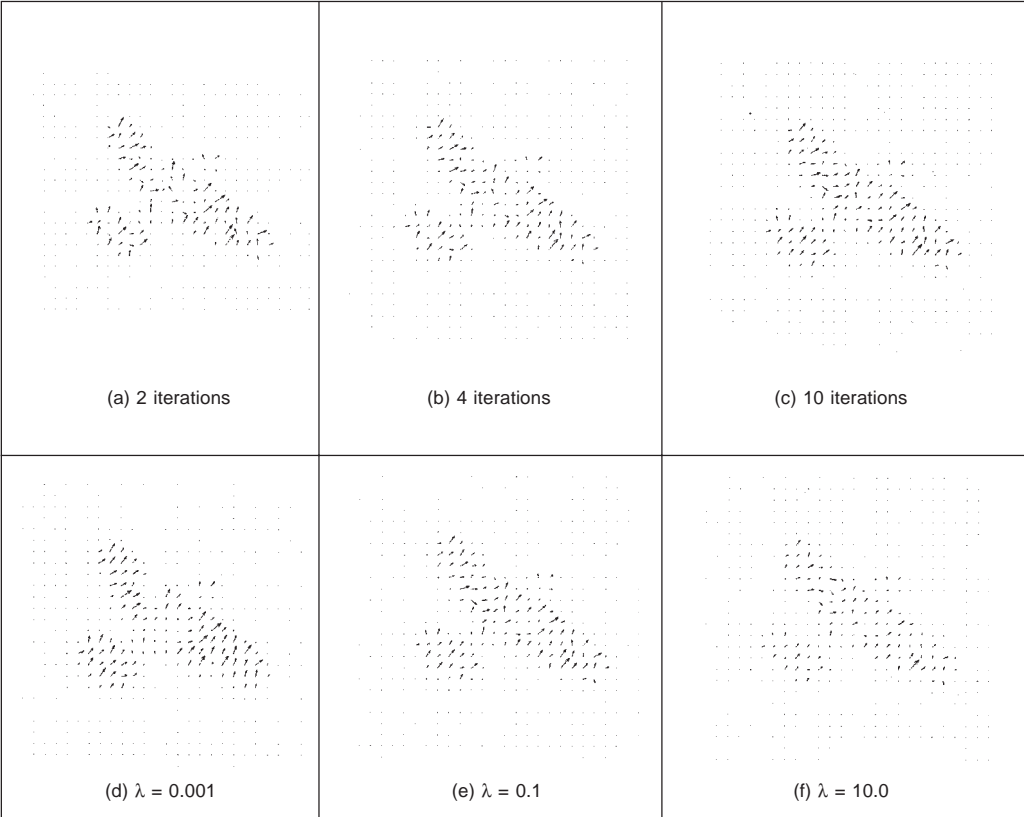 (a) 2 iterations
(b) 4 iterations
(c) 10 iterations
(d) λ = 0.001
(e) λ = 0.1
(f) λ = 10.0